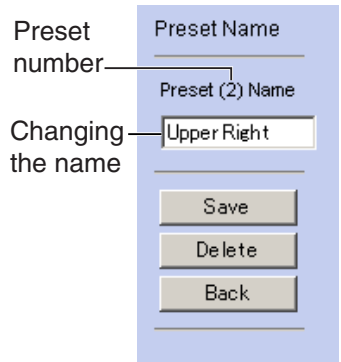 Preset
number
Preset Name
Preset (2) Name
Changing
the name
Upper Right
Save
Delete
Back